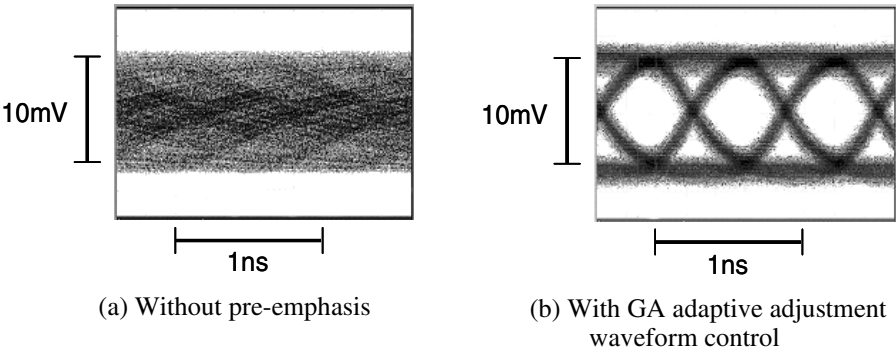 10mV
1ns
(a) Without pre-emphasis
10mV
1ns
(b) With GA adaptive adjustment
waveform control